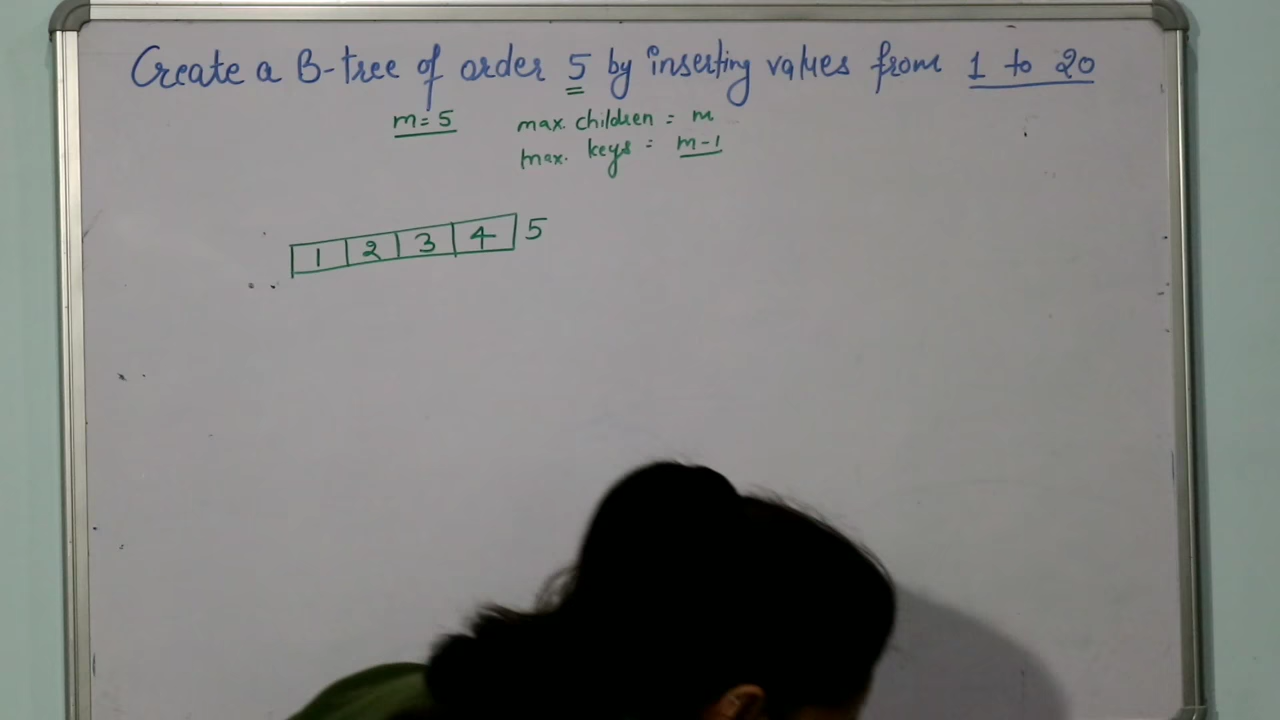 Create a B-tree of order 5 by inserting values from 1 to 20
m = 5 max. children = m
max. keys = m-1
1 2 3 4 5